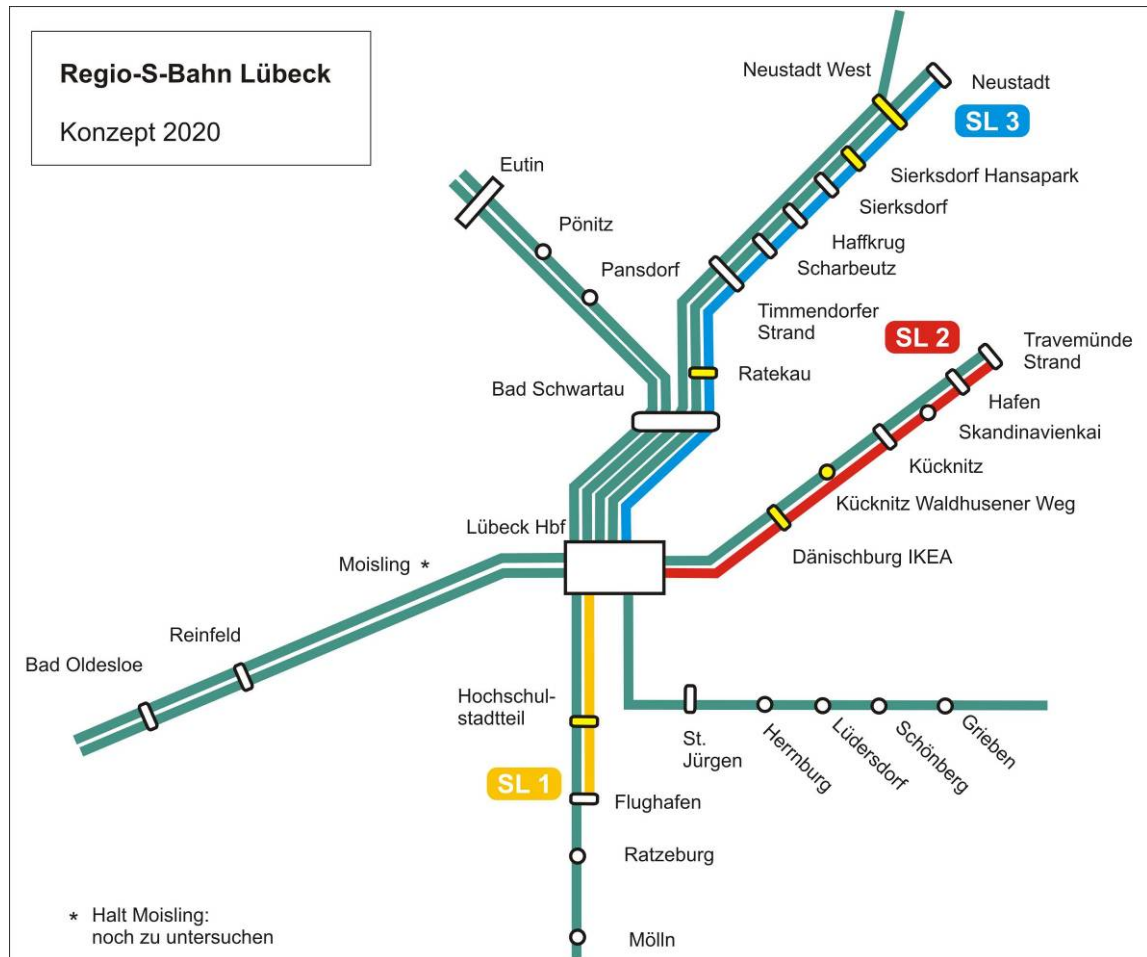 Regio-S-Bahn Lübeck
Konzept 2020
Neustadt West
Neustadt
SL 3
Eutin
Sierksdorf Hansapark
Pönitz
Sierksdorf
Haffkrug
Pansdorf
Scharbeutz
Timmendorfer
Strand
SL 2
Travemünde
Strand
Bad Schwartau
Ratekau
Hafen
Skandinavienkai
Kücknitz
Kücknitz Waldhusener Weg
Lübeck Hbf
Dänischburg IKEA
Moisling *
Reinfeld
Bad Oldesloe
Hochschul-
stadtteil
St.
Jürgen
Herrnburg
Lüdersdorf
Schönberg
Grieben
SL 1
Flughafen
Ratzeburg
* Halt Moisling:
noch zu untersuchen
Mölln